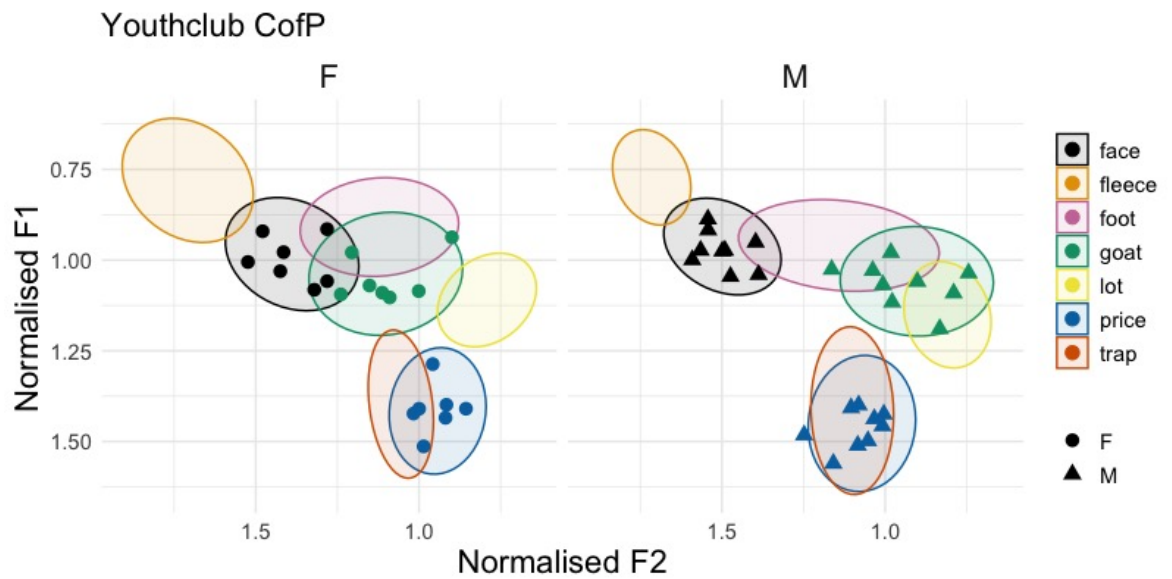 Youthclub CofP
F
M
Normalised F1
0.75
1.00
1.25
1.50
1.5
1.0
1.5
1.0
Normalised F2
face
fleece
foot
goat
lot
price
trap
F
M